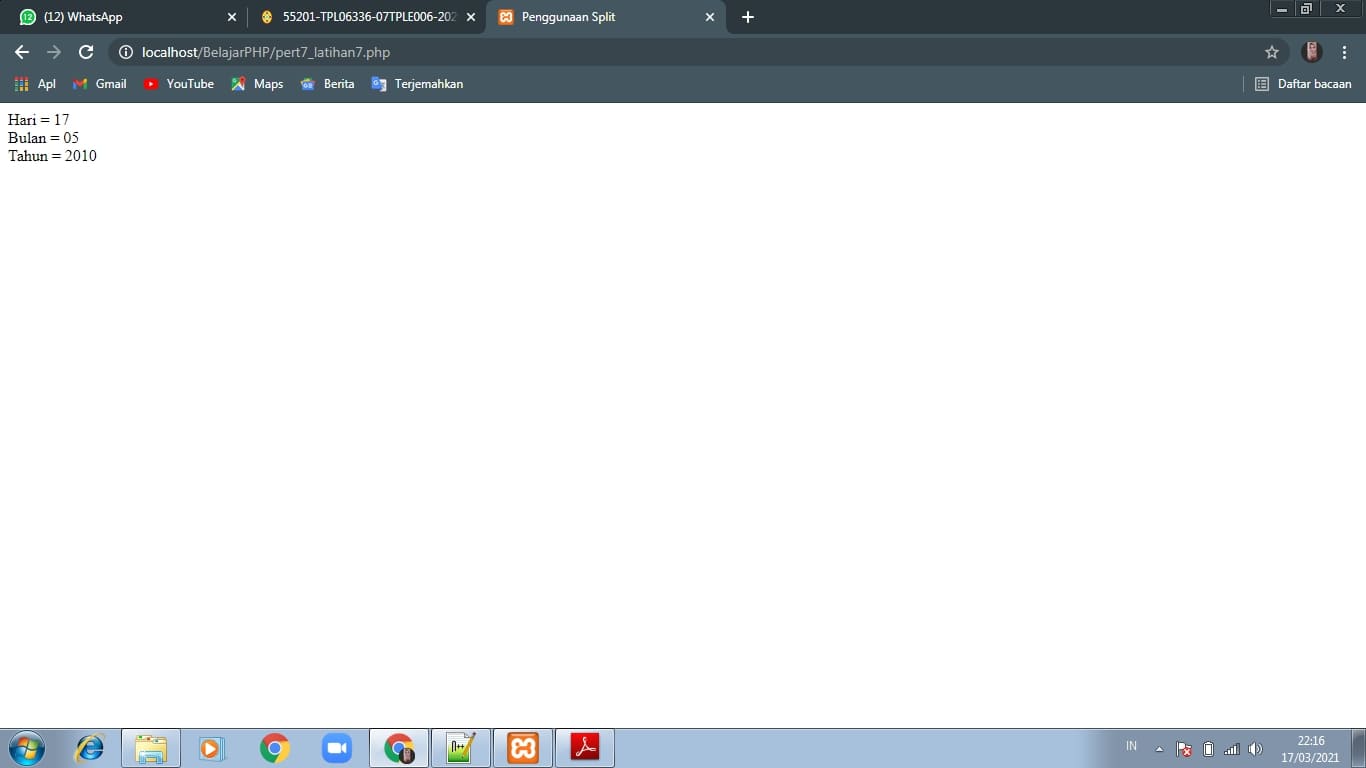 12 (12) WhatsApp
55201-TPL06336-07TPLE006-202
Penggunaan Split
localhost/BelajarPHP/pert7_latihan7.php
Apl Gmail YouTube Maps Berita Terjemahkan Daftar bacaan
Hari = 17
Bulan = 05
Tahun = 2010
IN
22:16
17/03/2021